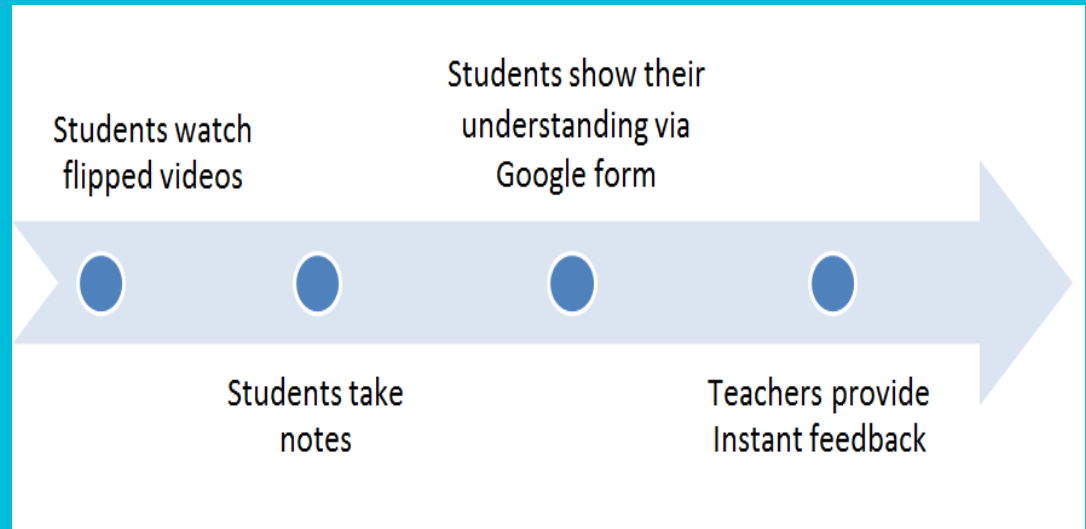 Students watch
flipped videos
Students take
notes
Students show their
understanding via
Google form
Teachers provide
Instant feedback